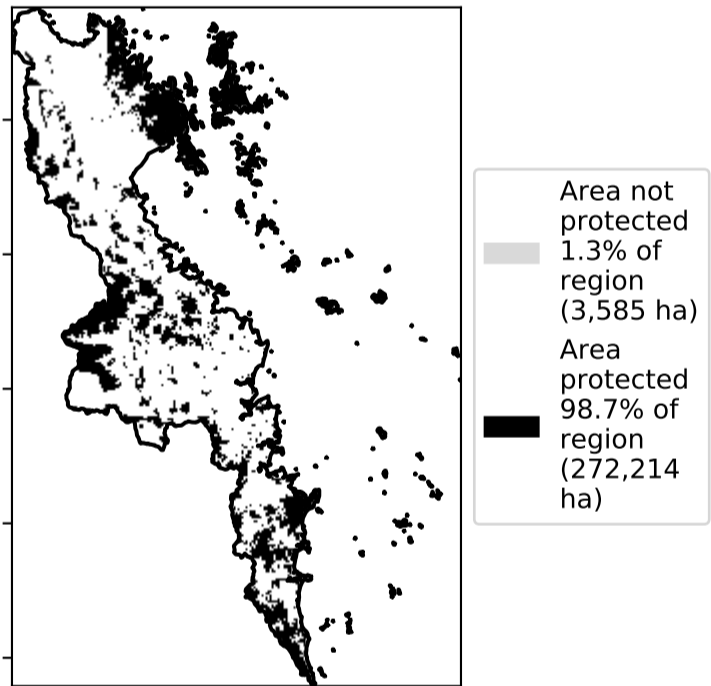 Area not
protected
1.3% of
region
(3,585 ha)
Area
protected
98.7% of
region
(272,214
ha)